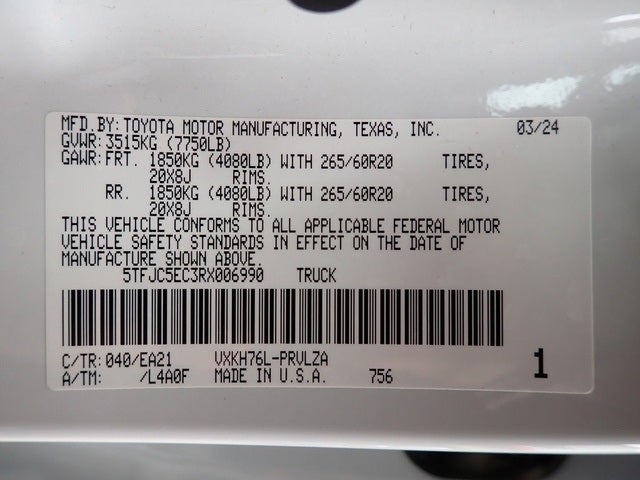 MFD.BY: TOYOTA MOTOR MANUFACTURING, TEXAS, INC. 03/24
GVWR: 3515KG (7750LB)
GAWR: FRT. 1850KG (4080LB) WITH 265/60R20 TIRES,
20X8J RIMS.
RR. 1850KG (4080LB) WITH 265/60R20 TIRES,
20X8J RIMS.
THIS VEHICLE CONFORMS TO ALL APPLICABLE FEDERAL MOTOR
VEHICLE SAFETY STANDARDS IN EFFECT ON THE DATE OF
MANUFACTURE SHOWN ABOVE.
5TFJC5EC3RX006990 TRUCK
C/TR: 040/EA21 VXKH76L-PRVLZA
A/TM: /L4A0F MADE IN U.S.A. 756
1